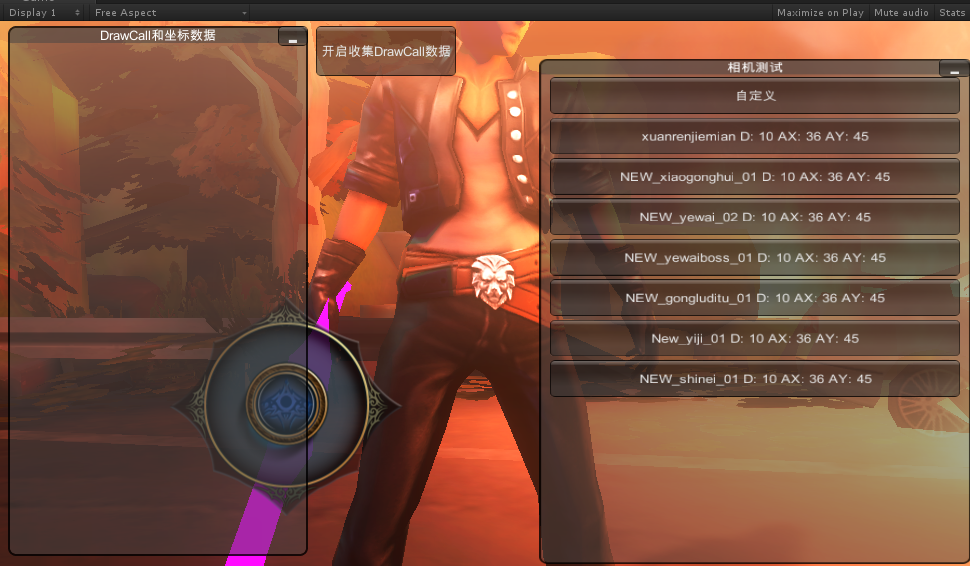 Display 1
Free Aspect
Maximize on Play
Mute audio
Stats
DrawCall和坐标数据
开启收集DrawCall数据
相机测试
自定义
xuanrenjiemian D: 10 AX: 36 AY: 45
NEW_xiaogonghui_01 D: 10 AX: 36 AY: 45
NEW_yewai_02 D: 10 AX: 36 AY: 45
NEW_yewaiboss_01 D: 10 AX: 36 AY: 45
NEW_gongluditu_01 D: 10 AX: 36 AY: 45
New_yiji_01 D: 10 AX: 36 AY: 45
NEW_shinei_01 D: 10 AX: 36 AY: 45